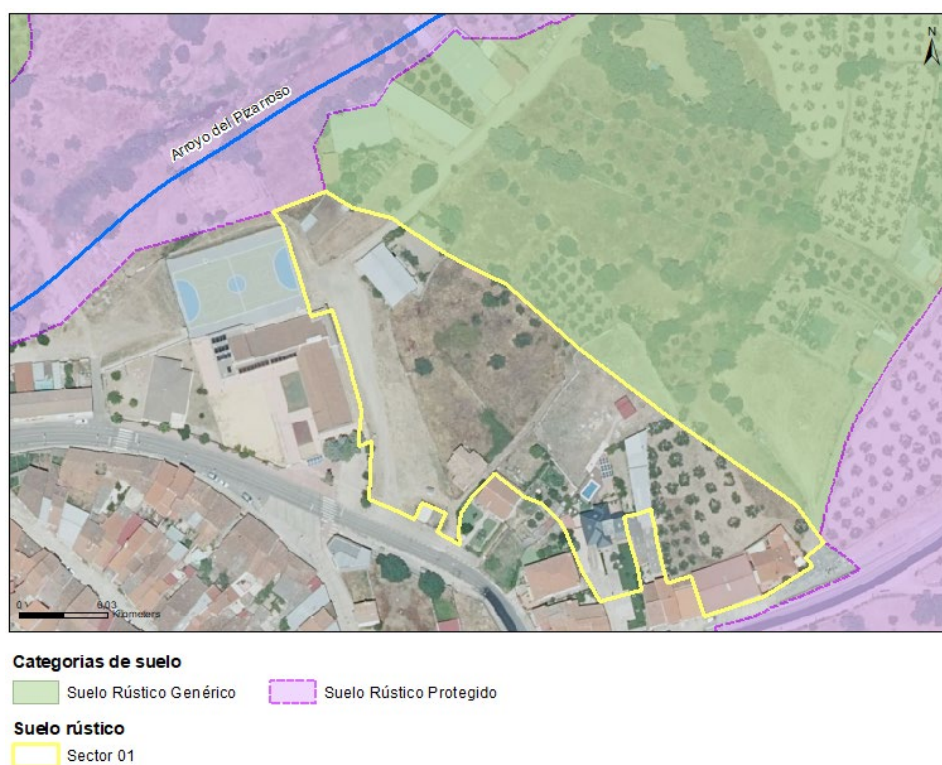 N
Arroyo del Pizarroso
0 0,03
Kilometers
Categorias de suelo
Suelo Rústico Genérico Suelo Rústico Protegido
Suelo rústico
Sector 01